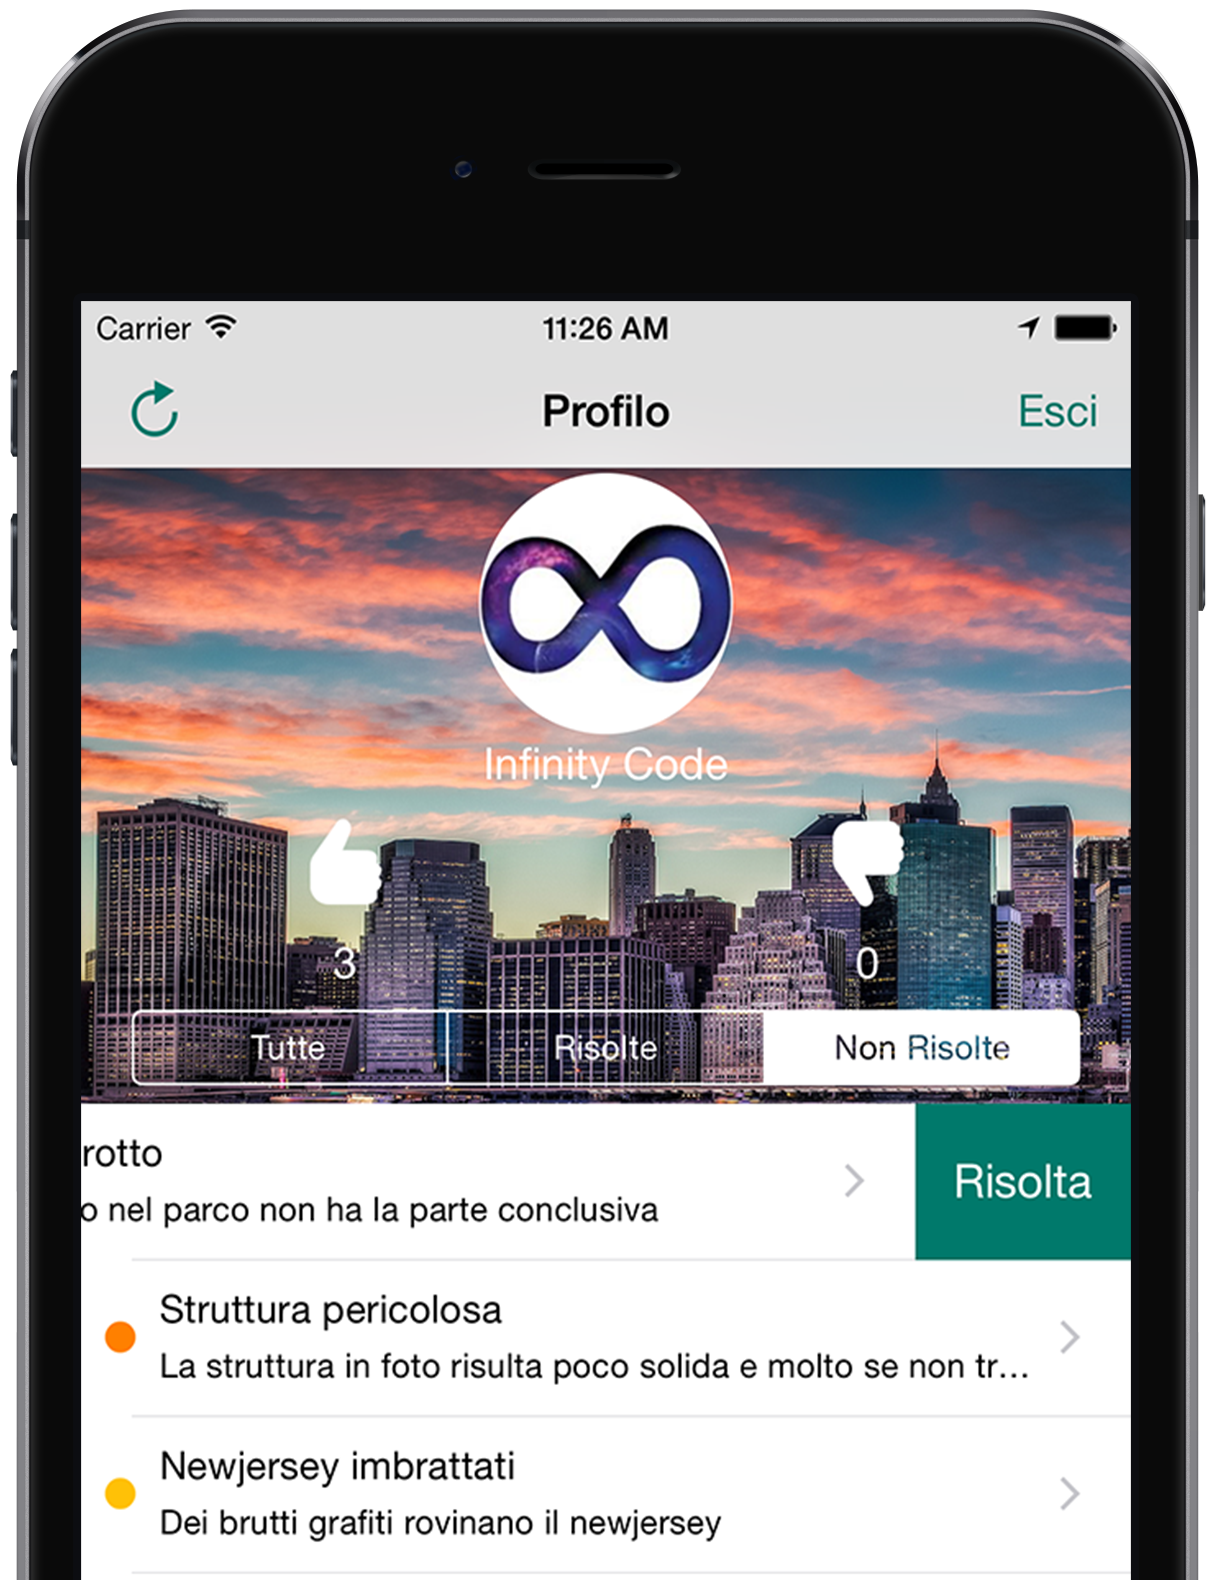 Carrier 11:26 AM
Profilo Esci
Infinity Code
3 0
Tutte Risolte Non Risolte
rotto
o nel parco non ha la parte conclusiva
Risolta
Struttura pericolosa
La struttura in foto risulta poco solida e molto se non tr...
Newjersey imbrattati
Dei brutti grafiti rovinano il newjersey